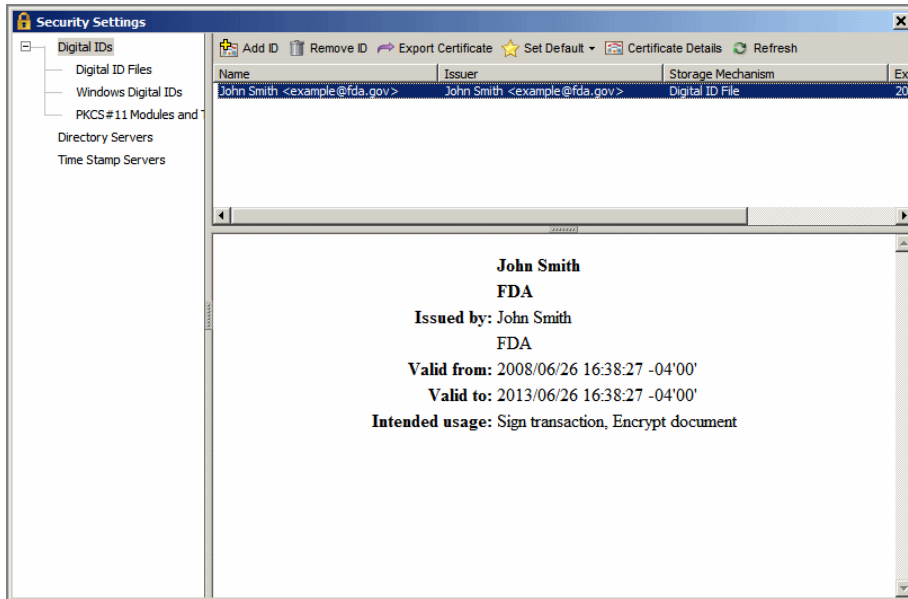 Security Settings
Digital IDs
Digital ID Files
Windows Digital IDs
PKCS#11 Modules and
Directory Servers
Time Stamp Servers
Add ID Remove ID Export Certificate Set Default Certificate Details Refresh
Name Issuer Storage Mechanism Ex
John Smith <example@fda.gov> John Smith <example@fda.gov> Digital ID File 20
John Smith
FDA
Issued by: John Smith
FDA
Valid from: 2008/06/26 16:38:27 -04'00'
Valid to: 2013/06/26 16:38:27 -04'00'
Intended usage: Sign transaction, Encrypt document